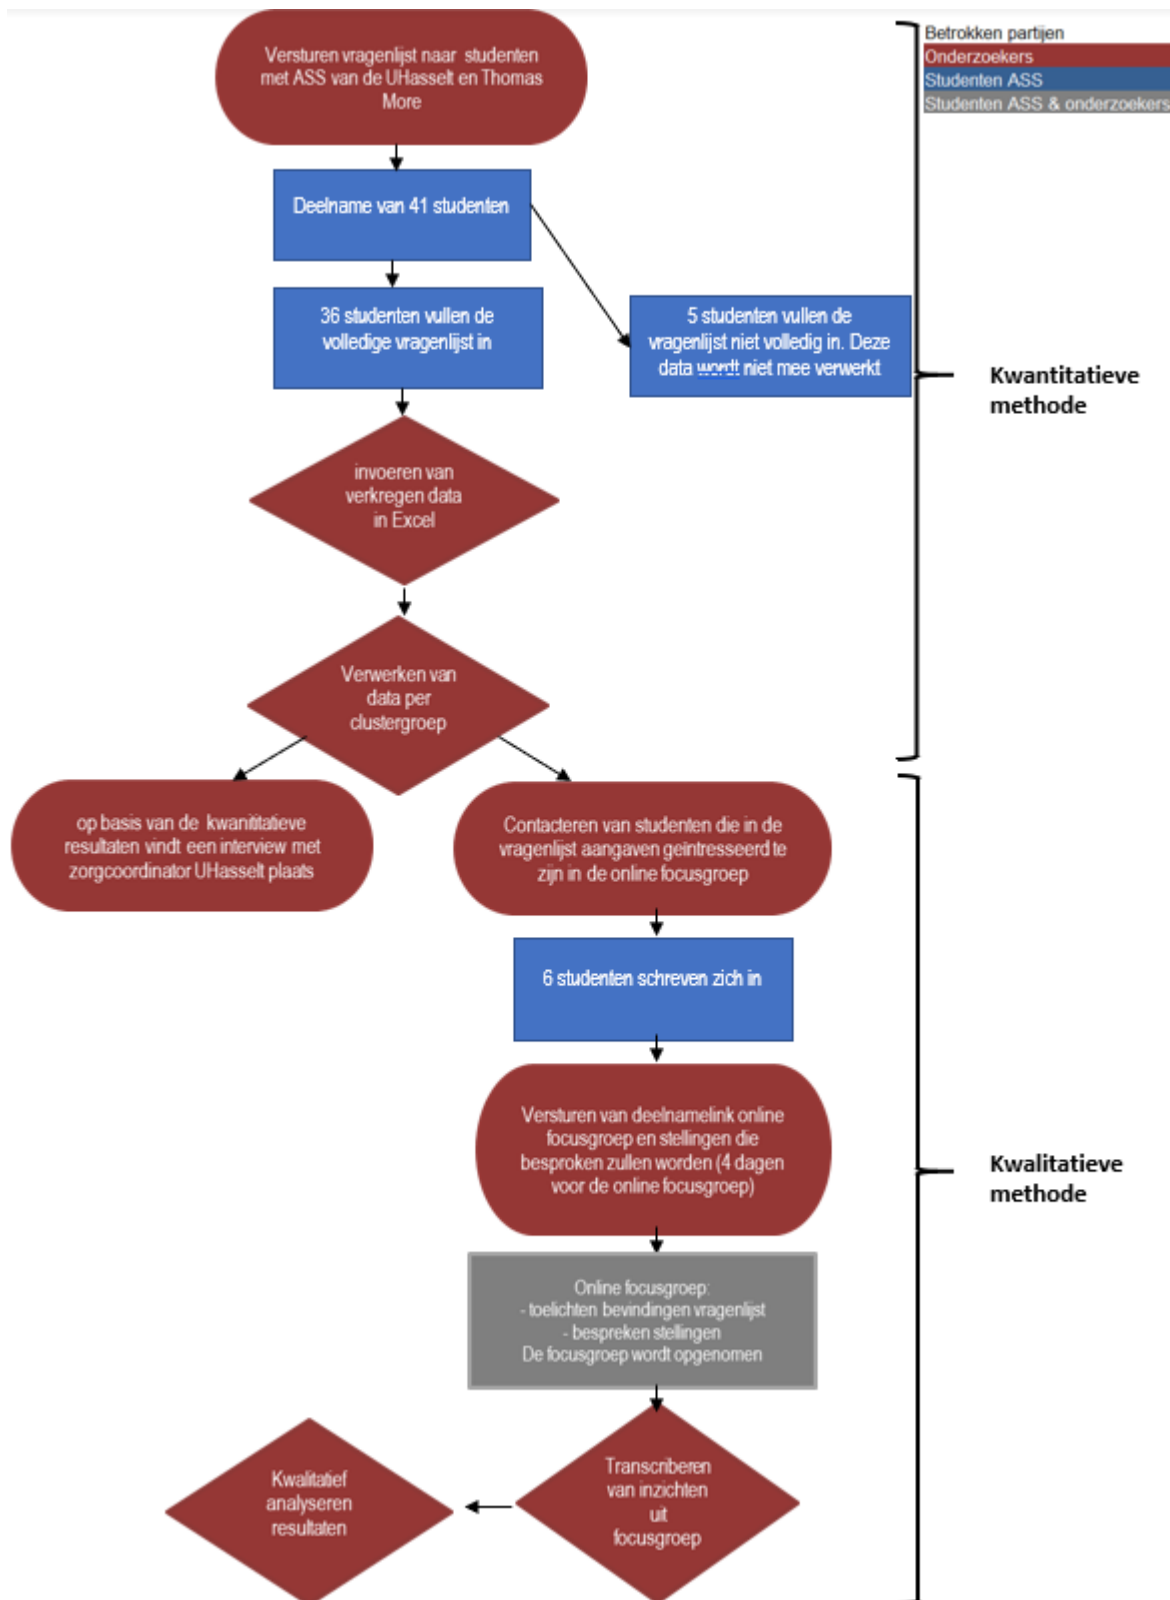 Versturen vragenlijst naar studenten
met ASS van de UHasselt en Thomas
More
Betrokken partijen
Onderzoekers
Studenten ASS
Studenten ASS & onderzoekers
Deelname van 41 studenten
36 studenten vullen de
volledige vragenlijst in
5 studenten vullen de
vragenlijst niet volledig in. Deze
data wordt niet mee verwerkt
Kwantitatieve
methode
invoeren van
verkregen data
in Excel
Verwerken van
data per
clustergroep
op basis van de kwanititatieve
resultaten vindt een interview met
zorgcoordinator UHasselt plaats
Contacteren van studenten die in de
vragenlijst aangaven geïntresseerd te
zijn in de online focusgroep
6 studenten schreven zich in
Versturen van deelnamelink online
focusgroep en stellingen die
besproken zullen worden (4 dagen
voor de online focusgroep)
Kwalitatieve
methode
Online focusgroep:
- toelichten bevindingen vragenlijst
- bespreken stellingen
De focusgroep wordt opgenomen
Transcriberen
van inzichten
uit
focusgroep
Kwalitatief
analyseren
resultaten